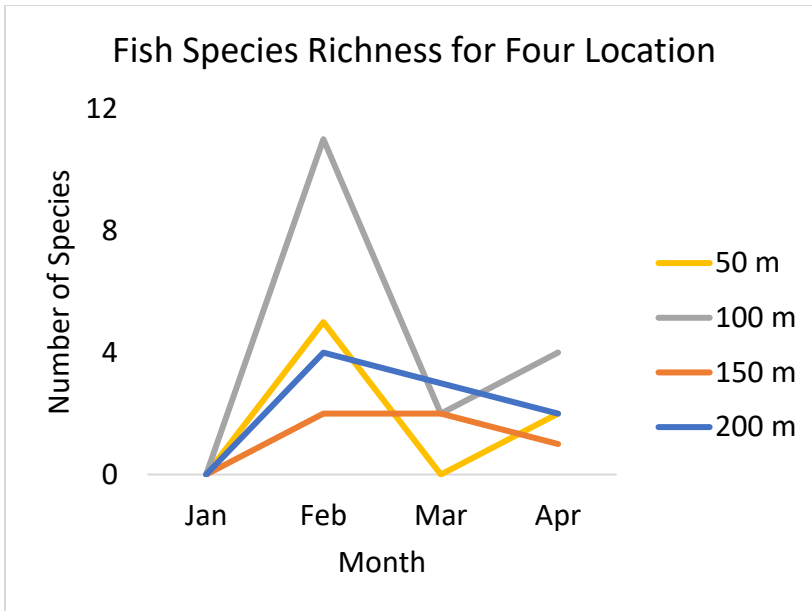 Fish Species Richness for Four Location
12
8
4
0
Number of Species
Jan Feb Mar Apr
Month
50 m
100 m
150 m
200 m